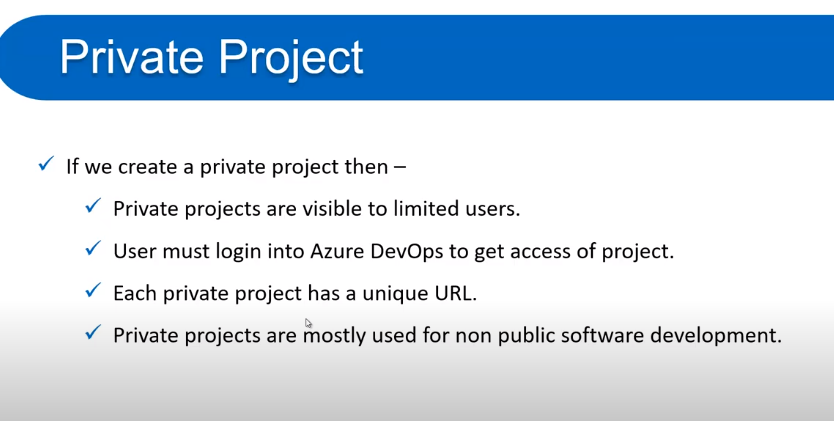 Private Project
If we create a private project then –
Private projects are visible to limited users.
User must login into Azure DevOps to get access of project.
Each private project has a unique URL.
Private projects are mostly used for non public software development.